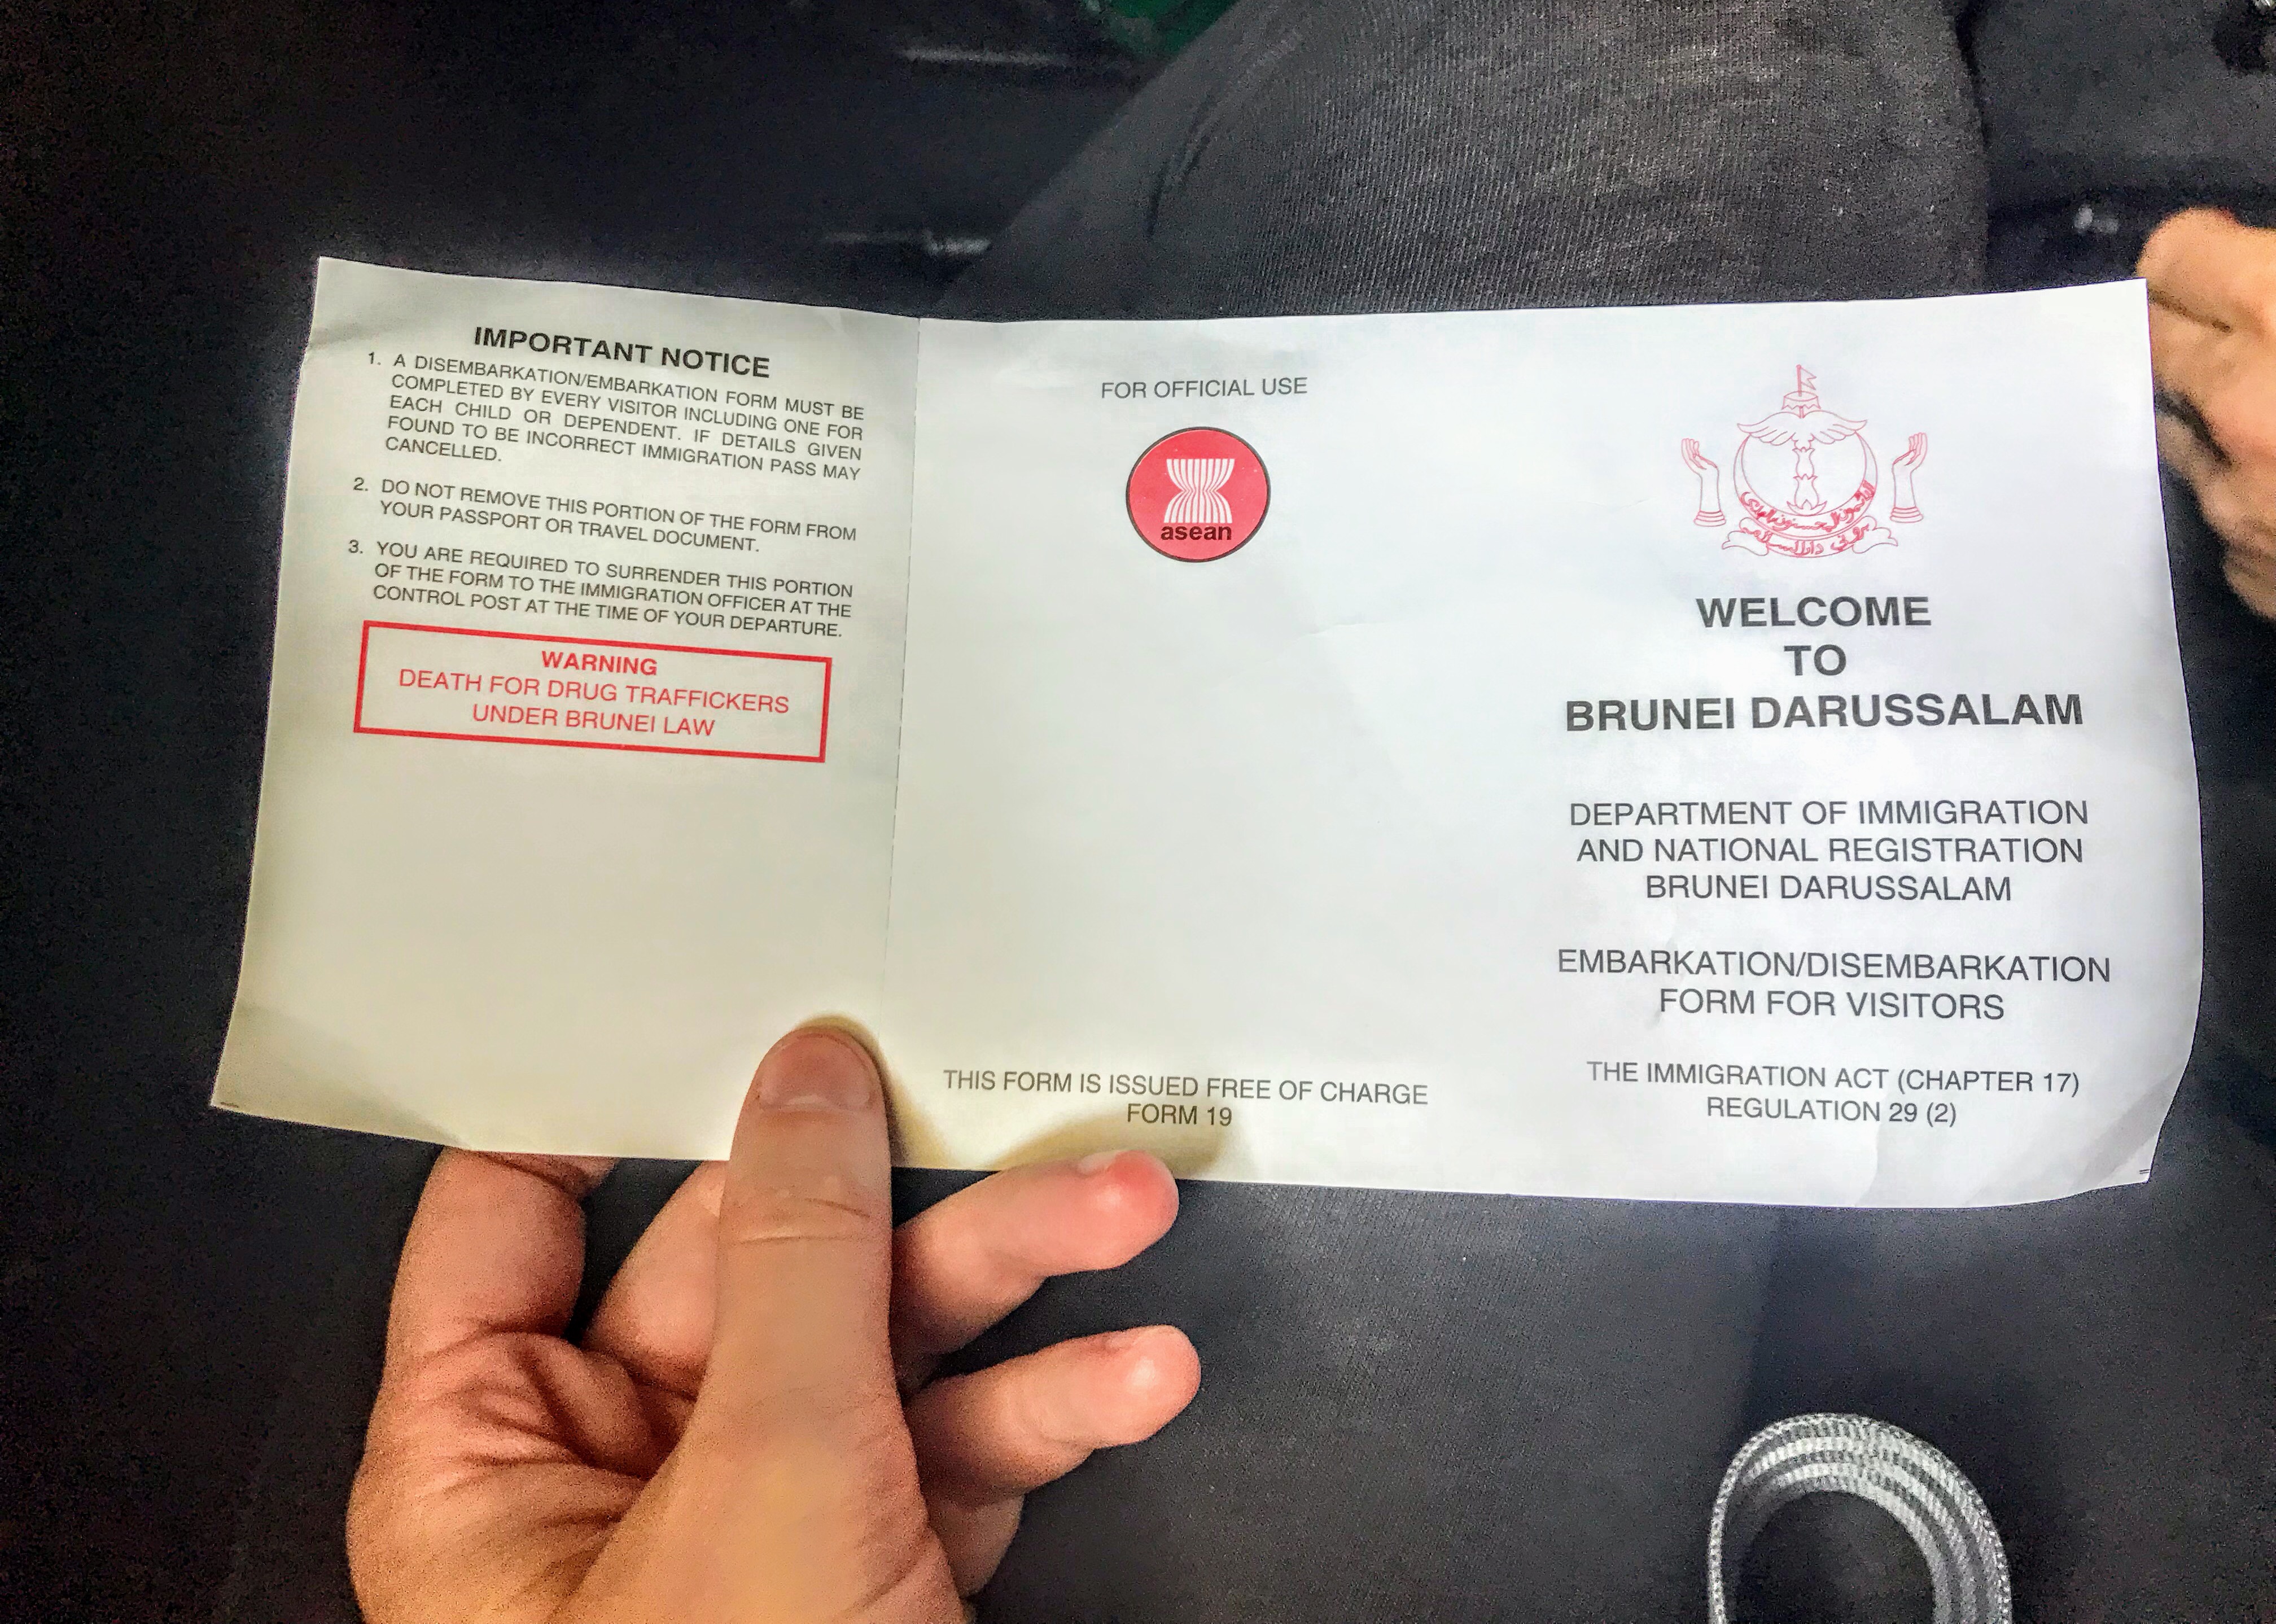 IMPORTANT NOTICE
1. A DISEMBARKATION/EMBARKATION FORM MUST BE
COMPLETED BY EVERY VISITOR INCLUDING ONE FOR
EACH CHILD OR DEPENDENT. IF DETAILS GIVEN
FOUND TO BE INCORRECT IMMIGRATION PASS MAY
CANCELLED.
2. DO NOT REMOVE THIS PORTION OF THE FORM FROM
YOUR PASSPORT OR TRAVEL DOCUMENT.
3. YOU ARE REQUIRED TO SURRENDER THIS PORTION
OF THE FORM TO THE IMMIGRATION OFFICER AT THE
CONTROL POST AT THE TIME OF YOUR DEPARTURE.
WARNING
DEATH FOR DRUG TRAFFICKERS
UNDER BRUNEI LAW
FOR OFFICIAL USE
asean
THIS FORM IS ISSUED FREE OF CHARGE
FORM 19
WELCOME
TO
BRUNEI DARUSSALAM
DEPARTMENT OF IMMIGRATION
AND NATIONAL REGISTRATION
BRUNEI DARUSSALAM
EMBARKATION/DISEMBARKATION
FORM FOR VISITORS
THE IMMIGRATION ACT (CHAPTER 17)
REGULATION 29 (2)